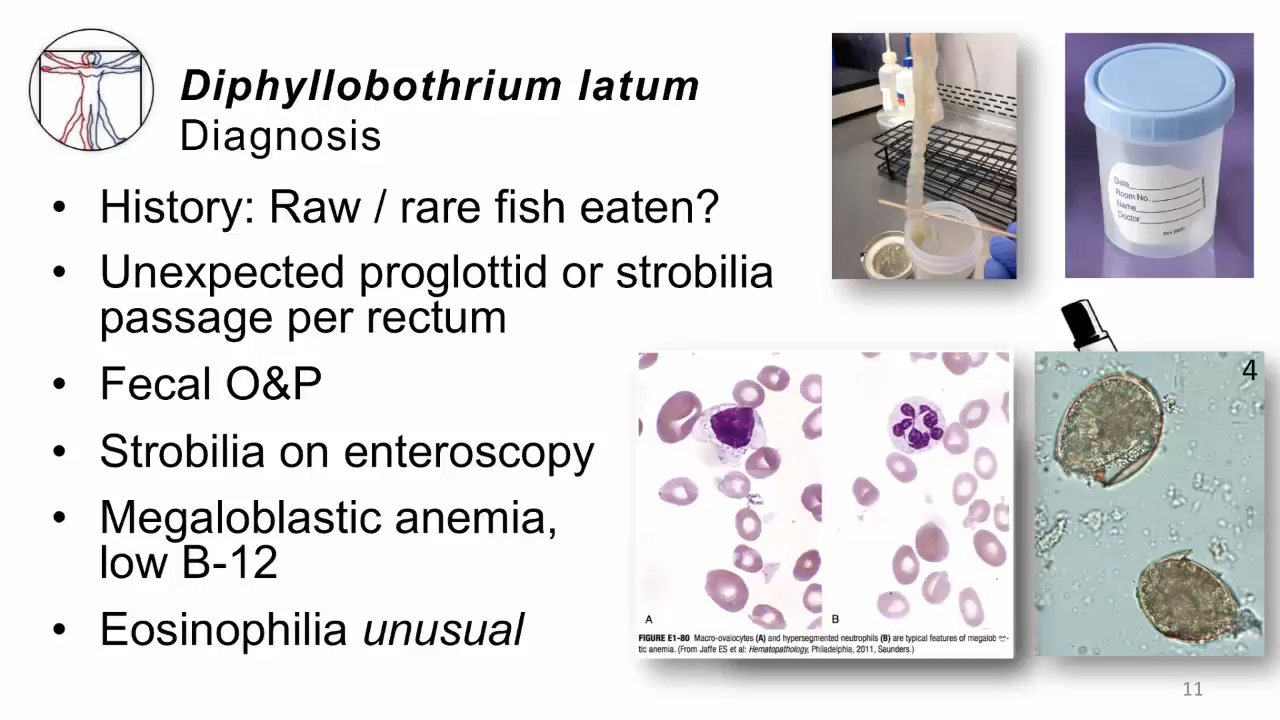 Diphyllobothrium latum
Diagnosis
• History: Raw / rare fish eaten?
• Unexpected proglottid or strobilia
passage per rectum
• Fecal O&P
• Strobilia on enteroscopy
• Megaloblastic anemia,
low B-12
• Eosinophilia unusual
Date
Room No.
Name
Doctor
4
A
B
FIGURE E1-80 Macro-ovalocytes (A) and hypersegmented neutrophils (B) are typical features of megalob
tic anemia. (From Jaffe ES et al: Hematopathology, Philadelphia, 2011, Saunders.)
11